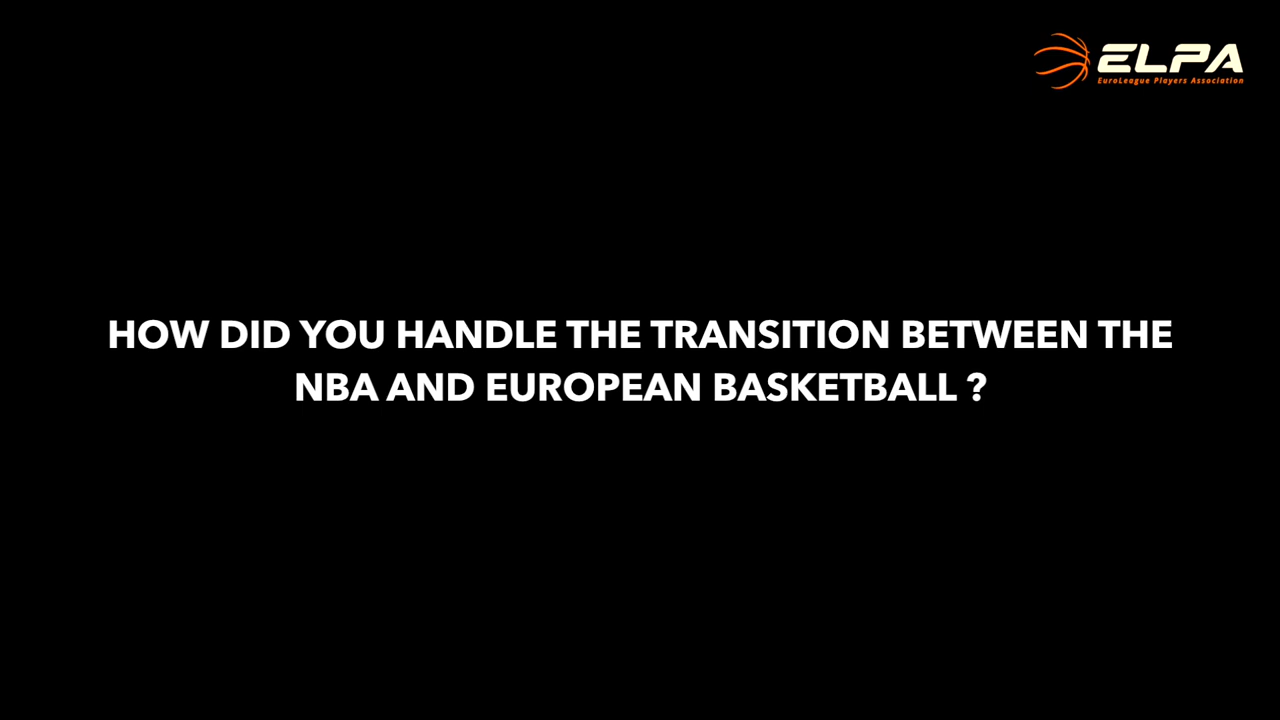 ELPA
EuroLeague Players Association
HOW DID YOU HANDLE THE TRANSITION BETWEEN THE
NBA AND EUROPEAN BASKETBALL ?